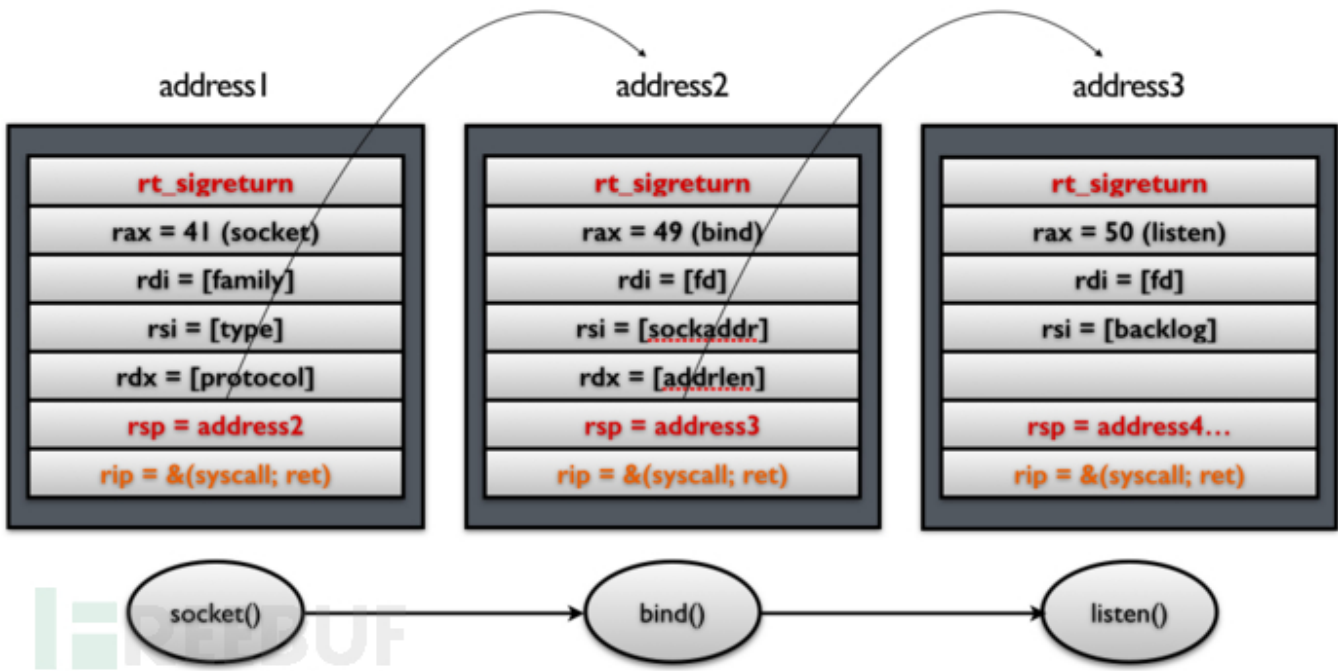 address1
rt_sigreturn
rax = 41 (socket)
rdi = [family]
rsi = [type]
rdx = [protocol]
rsp = address2
rip = &(syscall; ret)
address2
rt_sigreturn
rax = 49 (bind)
rdi = [fd]
rsi = [sockaddr]
rdx = [addrlen]
rsp = address3
rip = &(syscall; ret)
address3
rt_sigreturn
rax = 50 (listen)
rdi = [fd]
rsi = [backlog]
rsp = address4...
rip = &(syscall; ret)
socket()
bind()
listen()
REEBUF